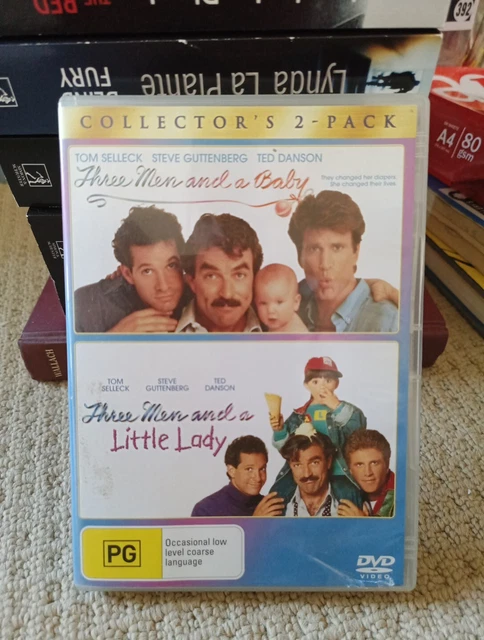 THE RED
392
Lynda La Plante
BLIND
FURY
A4/80
gsm
COLLECTOR'S 2-PACK
TOM SELLECK STEVE GUTTENBERG TED DANSON
Three Men and a Baby
They changed her diapers.
She changed their lives.
TOM
SELLECK
STEVE
GUTTENBERG
TED
DANSON
Three Men and a
Little Lady
PG
Occasional low
level coarse
language
DVD
VIDEO